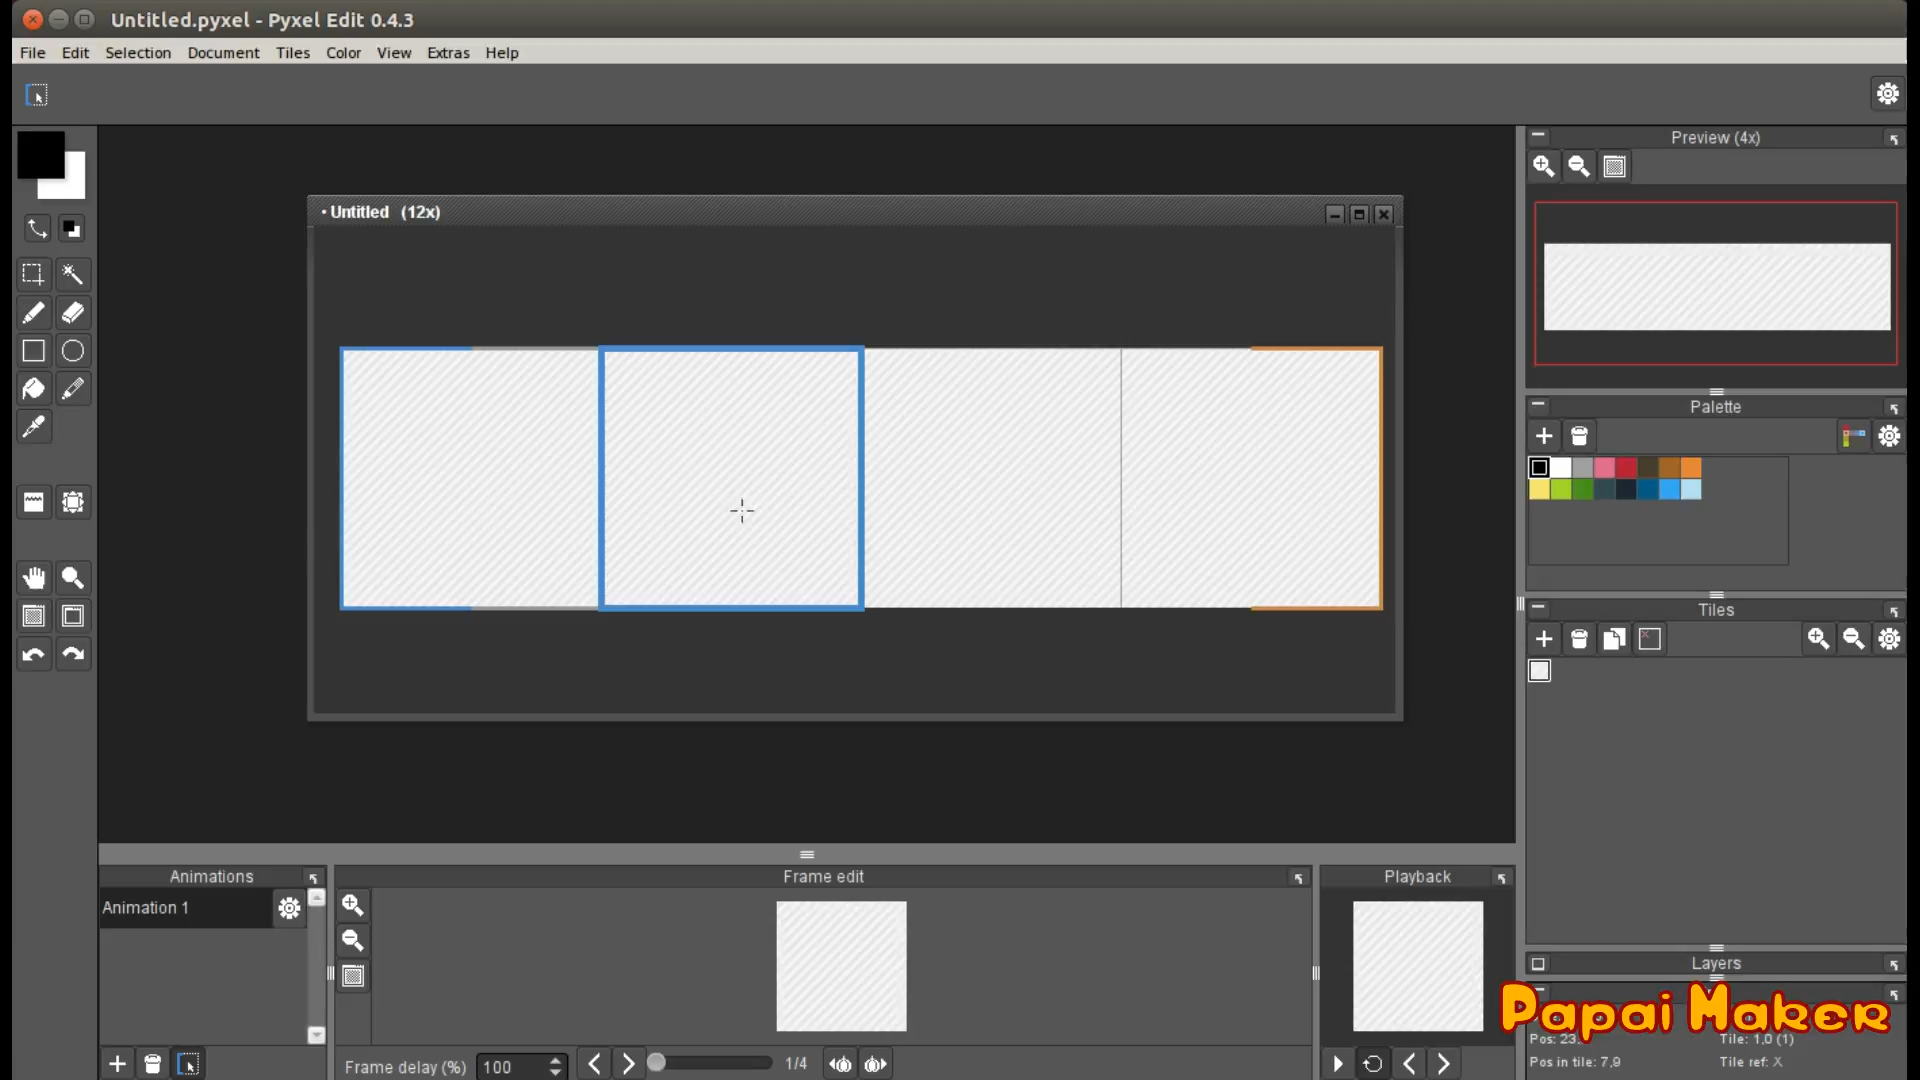 Untitled.pyxel - Pyxel Edit 0.4.3
File Edit Selection Document Tiles Color View Extras Help
Preview (4x)
• Untitled (12x)
Palette
Tiles
Animations
Frame edit
Playback
Animation 1
Layers
Papai Maker
Pos: 23,
Tile: 1,0 (1)
Pos in tile: 7,9
Tile ref: X
Frame delay (%) 100
1/4